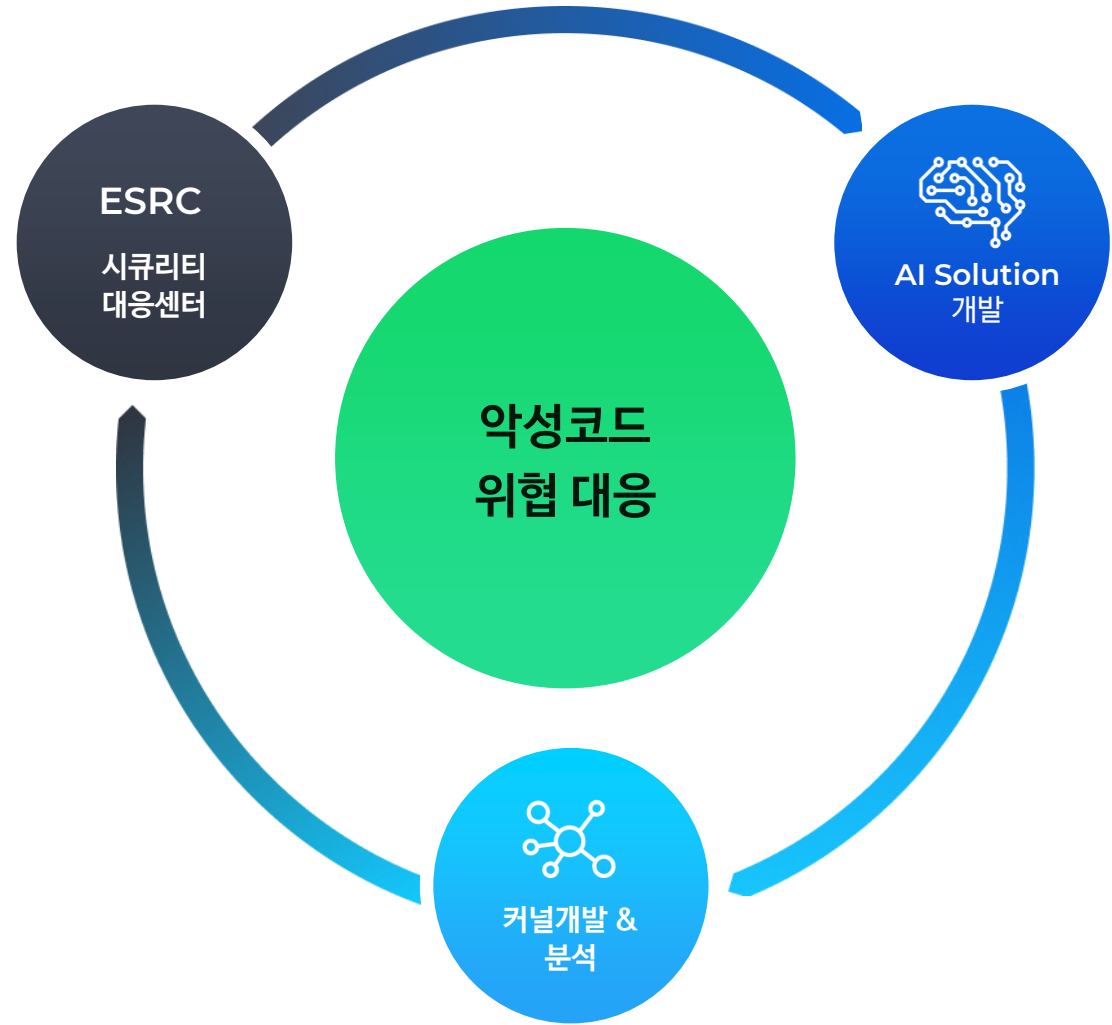 ESRC
시큐리티
대응센터
AI Solution
개발
악성코드
위협 대응
커널개발 &
분석